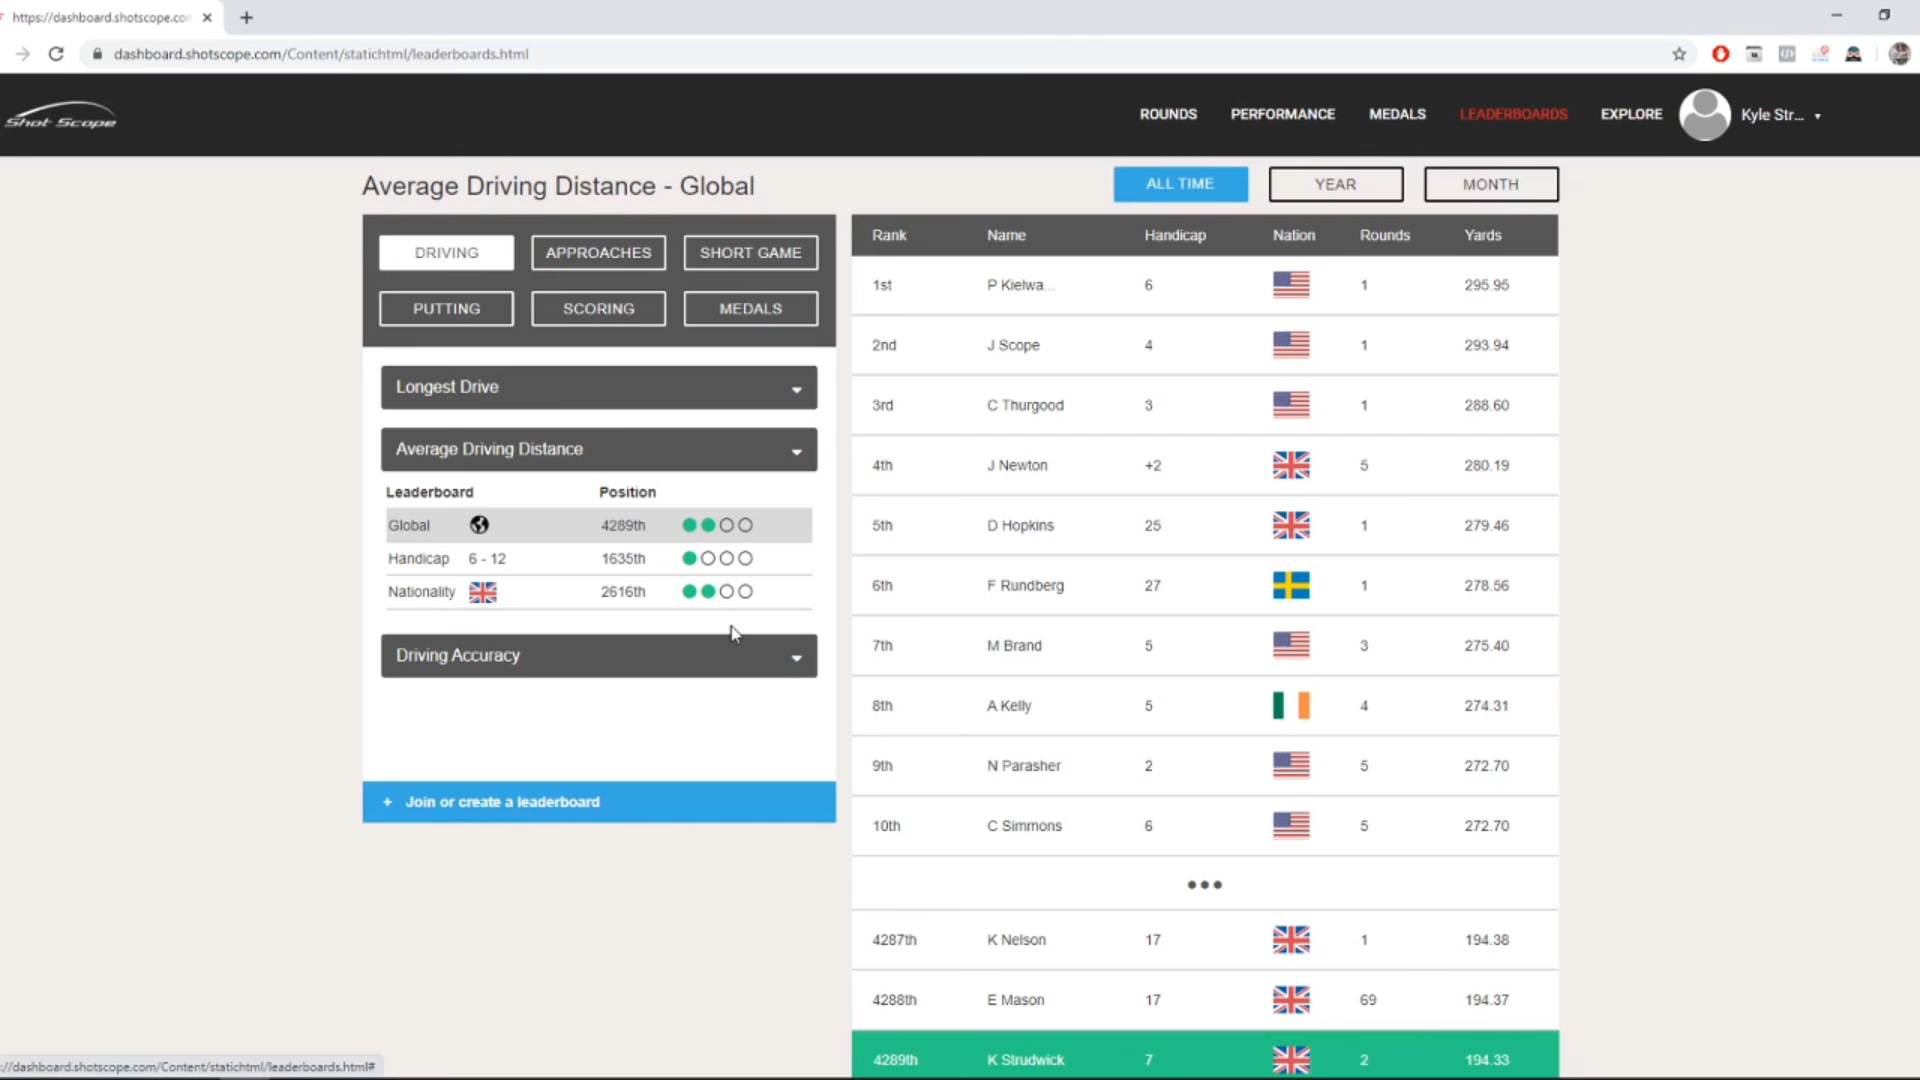 https://dashboard.shotscope.co
dashboard.shotscope.com/Content/statichtml/leaderboards.html
Shot Scope
ROUNDS PERFORMANCE MEDALS LEADERBOARDS EXPLORE Kyle Str...
Average Driving Distance - Global
ALL TIME YEAR MONTH
DRIVING APPROACHES SHORT GAME
PUTTING SCORING MEDALS
Longest Drive
Average Driving Distance
Leaderboard Position
Global 4289th
Handicap 6 - 12 1635th
Nationality 2616th
Driving Accuracy
+ Join or create a leaderboard
Rank Name Handicap Nation Rounds Yards
1st P Kielwa... 6 1 295.95
2nd J Scope 4 1 293.94
3rd C Thurgood 3 1 288.60
4th J Newton +2 5 280.19
5th D Hopkins 25 1 279.46
6th F Rundberg 27 1 278.56
7th M Brand 5 3 275.40
8th A Kelly 5 4 274.31
9th N Parasher 2 5 272.70
10th C Simmons 6 5 272.70
•••
4287th K Nelson 17 1 194.38
4288th E Mason 17 69 194.37
4289th K Strudwick 7 2 194.33
://dashboard.shotscope.com/Content/statichtml/leaderboards.html#